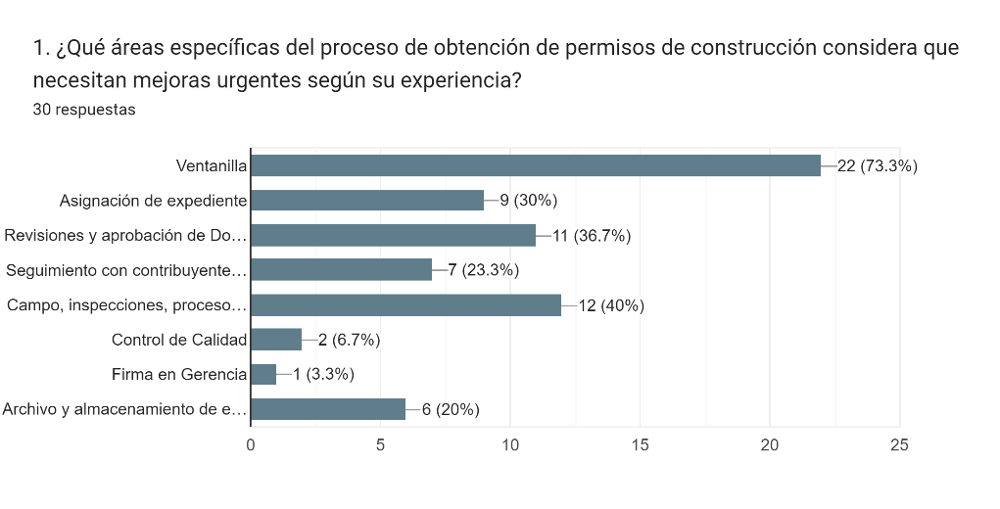 1. ¿Qué áreas específicas del proceso de obtención de permisos de construcción considera que
necesitan mejoras urgentes según su experiencia?
30 respuestas
Ventanilla 22 (73.3%)
Asignación de expediente 9 (30%)
Revisiones y aprobación de Do… 11 (36.7%)
Seguimiento con contribuyente… 7 (23.3%)
Campo, inspecciones, proceso… 12 (40%)
Control de Calidad 2 (6.7%)
Firma en Gerencia 1 (3.3%)
Archivo y almacenamiento de e… 6 (20%)
0 5 10 15 20 25